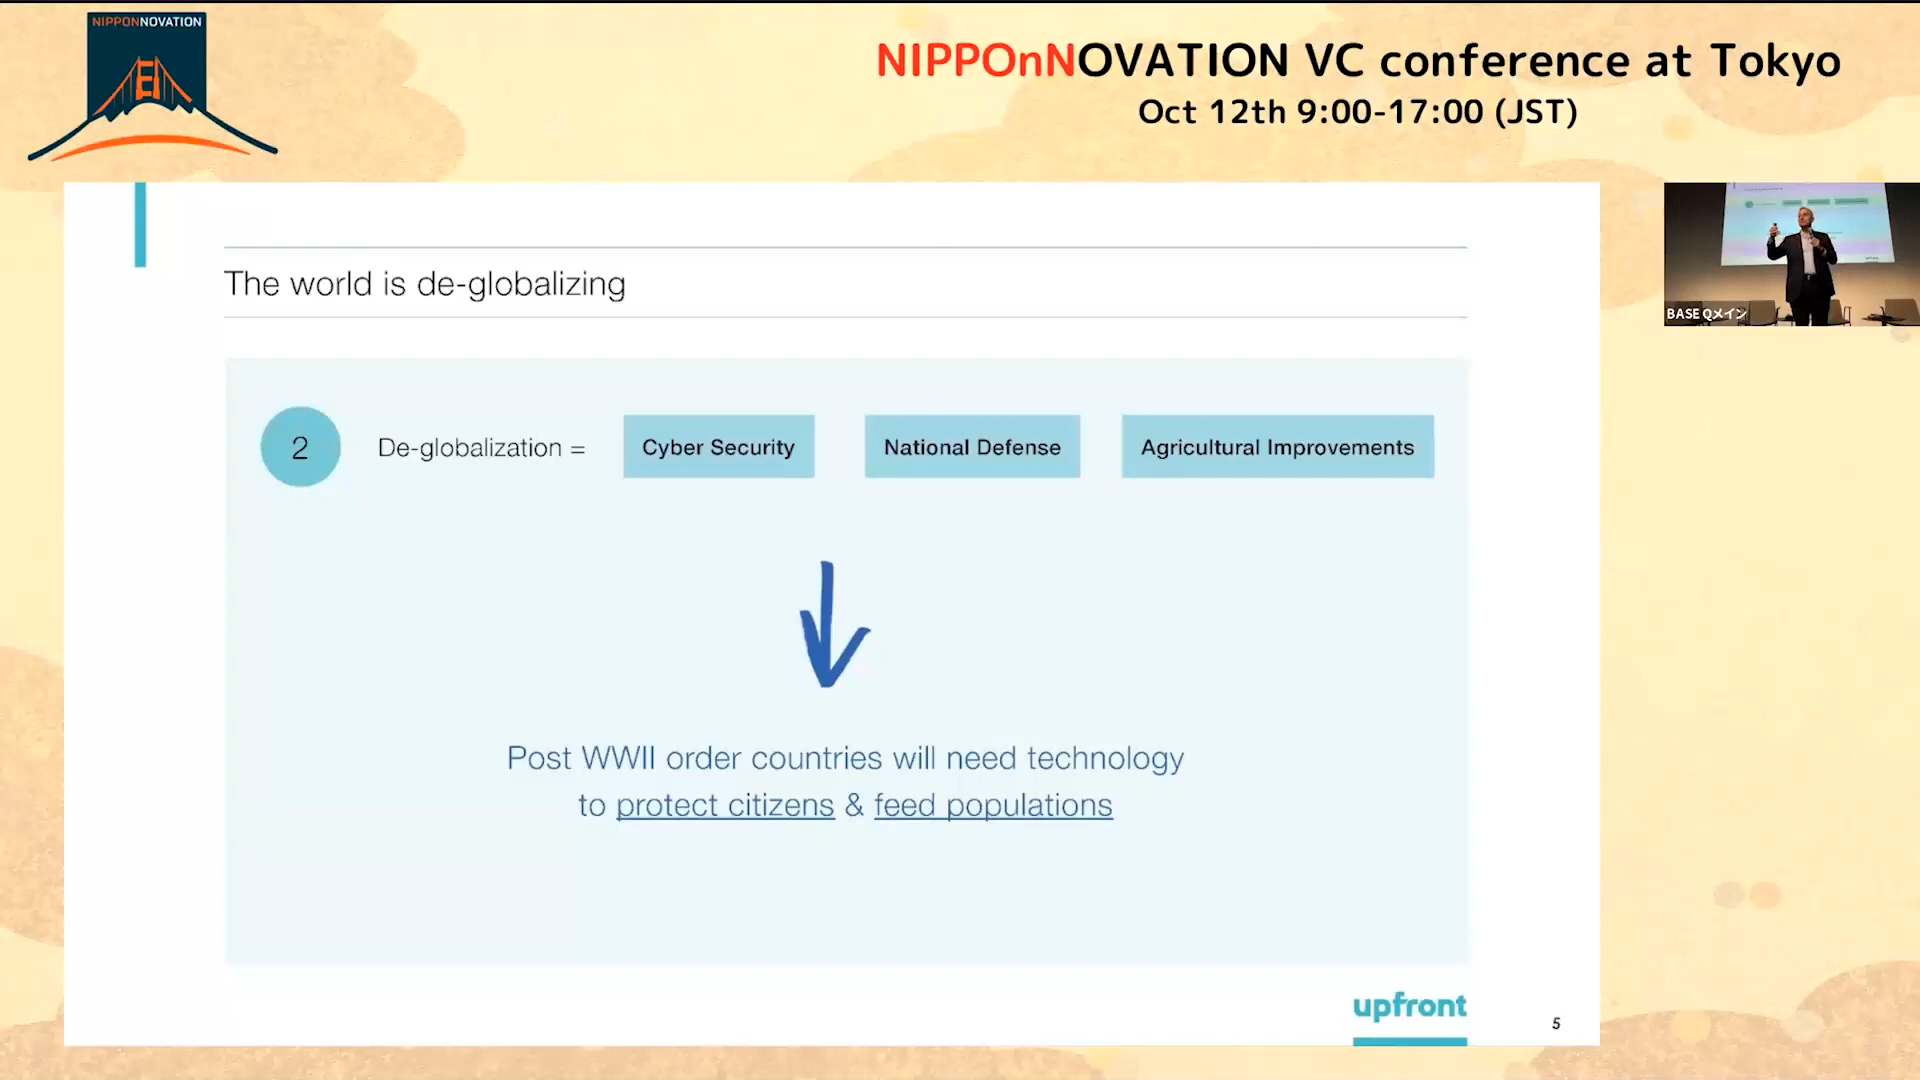 NIPPONNOVATION
NIPPOnNOVATION VC conference at Tokyo
Oct 12th 9:00-17:00 (JST)
The world is de-globalizing
2
De-globalization =
Cyber Security
National Defense
Agricultural Improvements
Post WWII order countries will need technology
to protect citizens & feed populations
upfront
5
BASE Qメイン